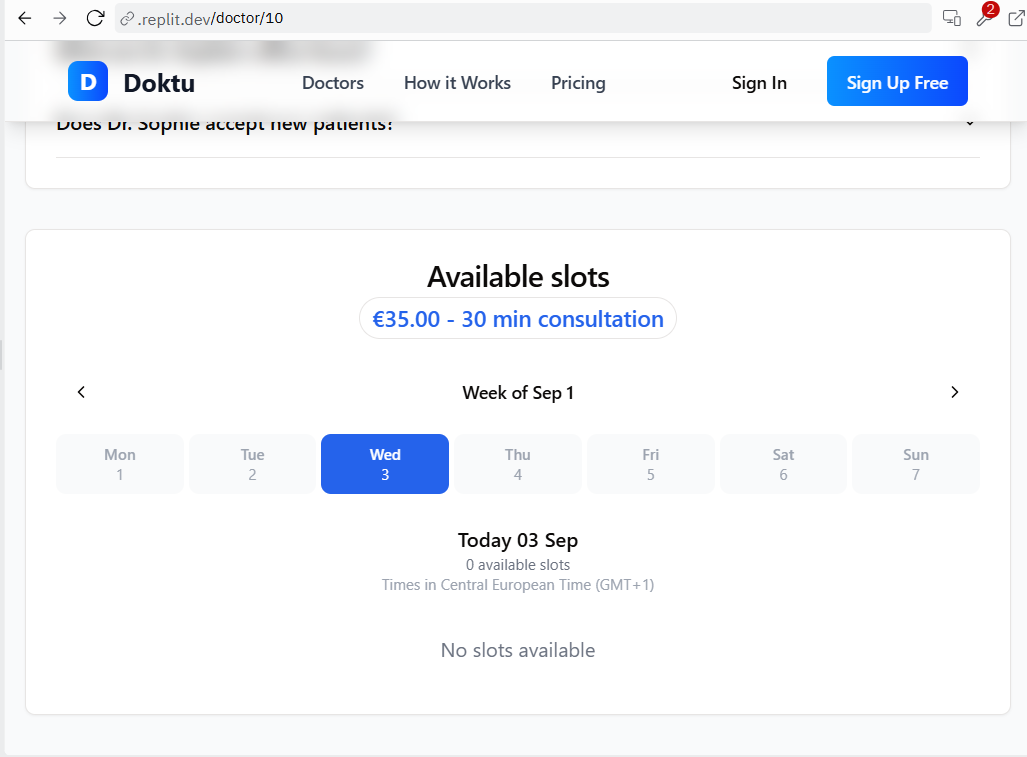 .replit.dev/doctor/10
2
D Doktu
Doctors
How it Works
Pricing
Sign In
Sign Up Free
Does Dr. Sophie accept new patients?
Available slots
€35.00 - 30 min consultation
Week of Sep 1
Mon Tue Wed Thu Fri Sat Sun
1 2 3 4 5 6 7
Today 03 Sep
0 available slots
Times in Central European Time (GMT+1)
No slots available